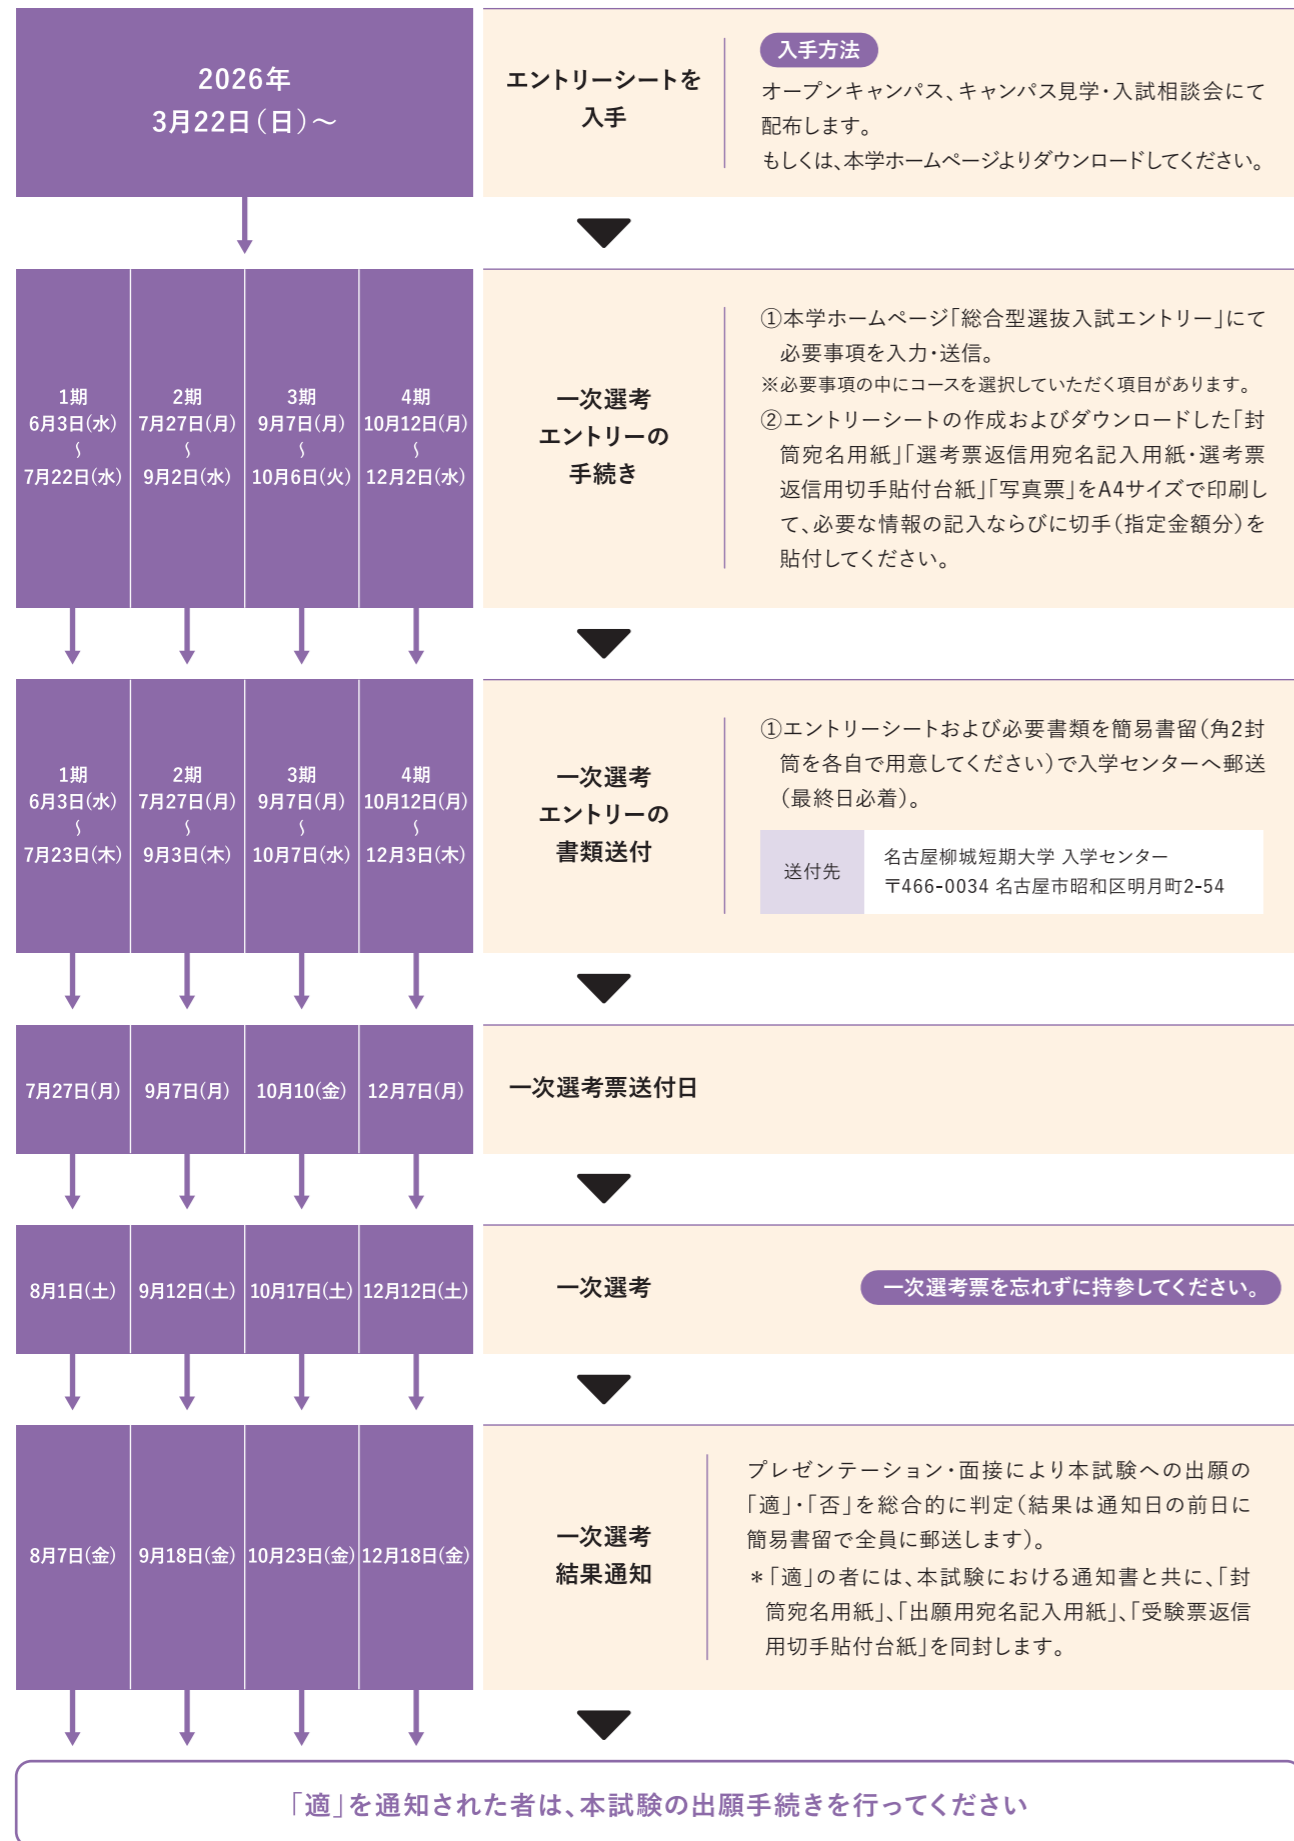 2026年
3月22日(日)〜
エントリーシートを
入手
入手方法
オープンキャンパス、キャンパス見学・入試相談会にて
配布します。
もしくは、本学ホームページよりダウンロードしてください。
1期
6月3日(水)
〜
7月22日(水)
2期
7月27日(月)
〜
9月2日(水)
3期
9月7日(月)
〜
10月6日(火)
4期
10月12日(月)
〜
12月2日(水)
一次選考
エントリーの
手続き
①本学ホームページ「総合型選抜入試エントリー」にて
必要事項を入力・送信。
※必要事項の中にコースを選択していただく項目があります。
②エントリーシートの作成およびダウンロードした「封
筒宛名用紙」「選考票返信用宛名記入用紙・選考票
返信用切手貼付台紙」「写真票」をA4サイズで印刷し
て、必要な情報の記入ならびに切手(指定金額分)を
貼付してください。
1期
6月3日(水)
〜
7月23日(木)
2期
7月27日(月)
〜
9月3日(木)
3期
9月7日(月)
〜
10月7日(水)
4期
10月12日(月)
〜
12月3日(木)
一次選考
エントリーの
書類送付
①エントリーシートおよび必要書類を簡易書留(角2封
筒を各自で用意してください)で入学センターへ郵送
(最終日必着)。
送付先
名古屋柳城短期大学 入学センター
〒466-0034 名古屋市昭和区明月町2-54
7月27日(月)
9月7日(月)
10月10(金)
12月7日(月)
一次選考票送付日
8月1日(土)
9月12日(土)
10月17日(土)
12月12日(土)
一次選考
一次選考票を忘れずに持参してください。
8月7日(金)
9月18日(金)
10月23日(金)
12月18日(金)
一次選考
結果通知
プレゼンテーション・面接により本試験への出願の
「適」・「否」を総合的に判定(結果は通知日の前日に
簡易書留で全員に郵送します)。
＊「適」の者には、本試験における通知書と共に、「封
筒宛名用紙」、「出願用宛名記入用紙」、「受験票返信
用切手貼付台紙」を同封します。
「適」を通知された者は、本試験の出願手続きを行ってください